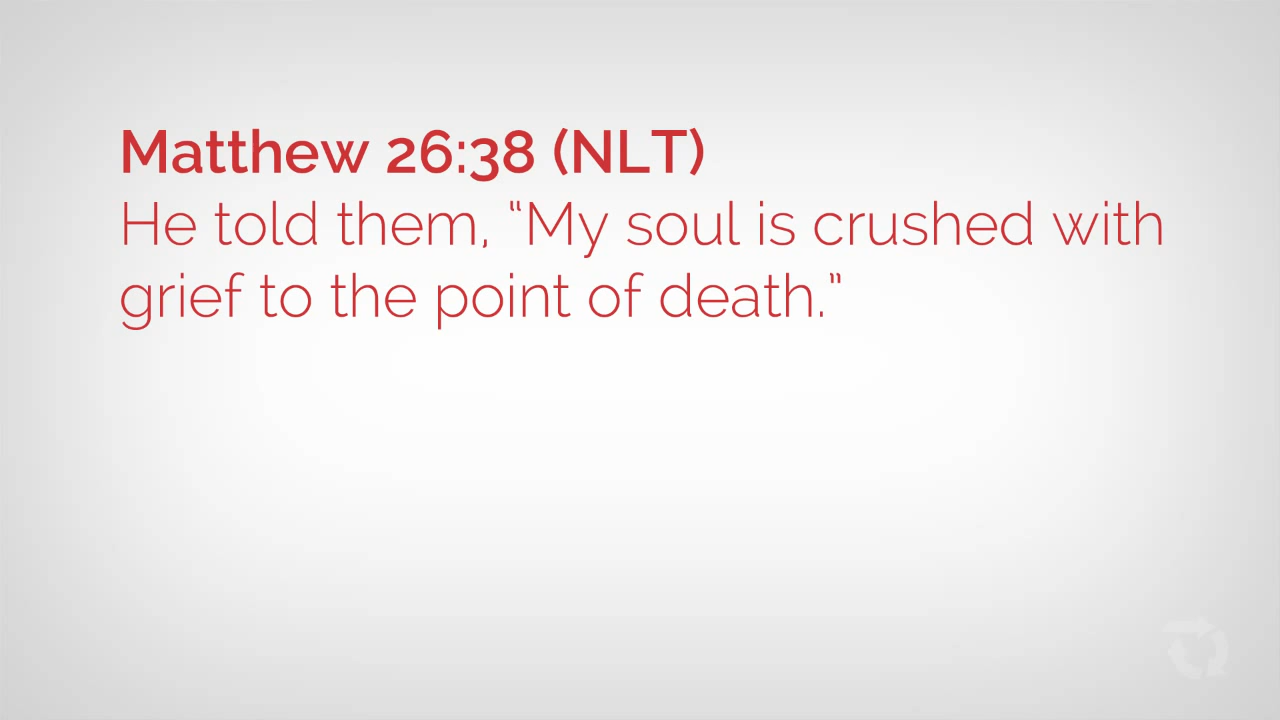 Matthew 26:38 (NLT)
He told them, “My soul is crushed with
grief to the point of death.”